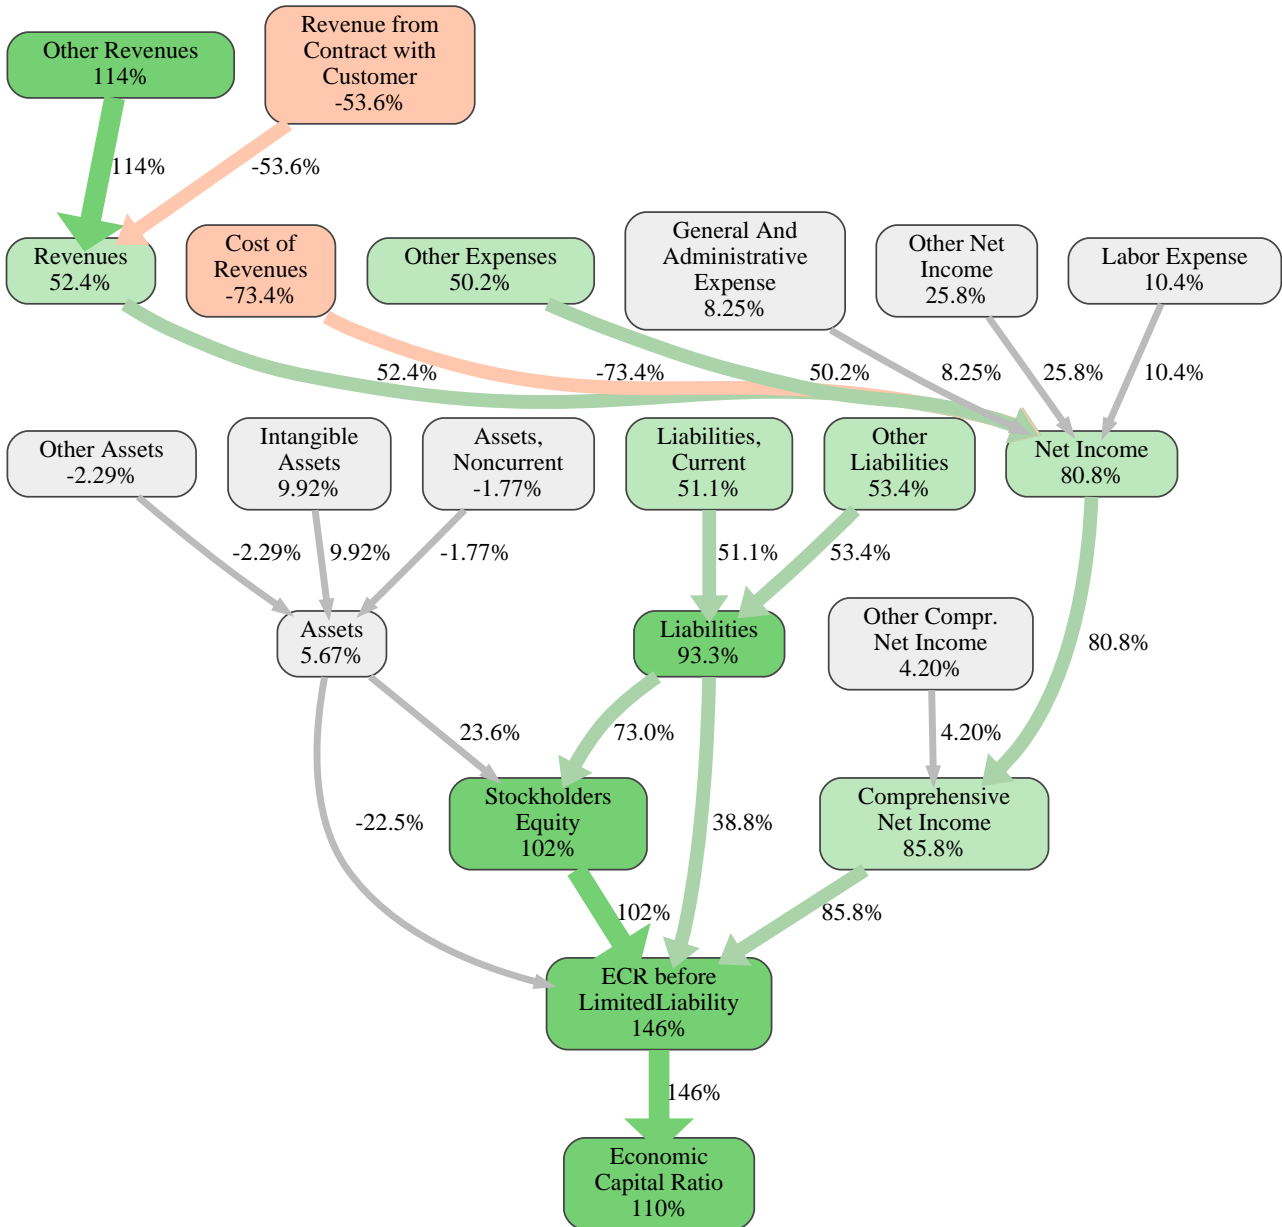 Other Revenues
114%
Revenue from
Contract with
Customer
-53.6%
114%
-53.6%
Revenues
52.4%
Cost of
Revenues
-73.4%
Other Expenses
50.2%
General And
Administrative
Expense
8.25%
Other Net
Income
25.8%
Labor Expense
10.4%
52.4%
-73.4%
50.2%
8.25%
25.8%
10.4%
Other Assets
-2.29%
Intangible
Assets
9.92%
Assets,
Noncurrent
-1.77%
Liabilities,
Current
51.1%
Other
Liabilities
53.4%
Net Income
80.8%
-2.29%
9.92%
-1.77%
51.1%
53.4%
Assets
5.67%
Liabilities
93.3%
Other Compr.
Net Income
4.20%
80.8%
23.6%
73.0%
4.20%
Stockholders
Equity
102%
Comprehensive
Net Income
85.8%
-22.5%
38.8%
102%
85.8%
ECR before
LimitedLiability
146%
146%
Economic
Capital Ratio
110%